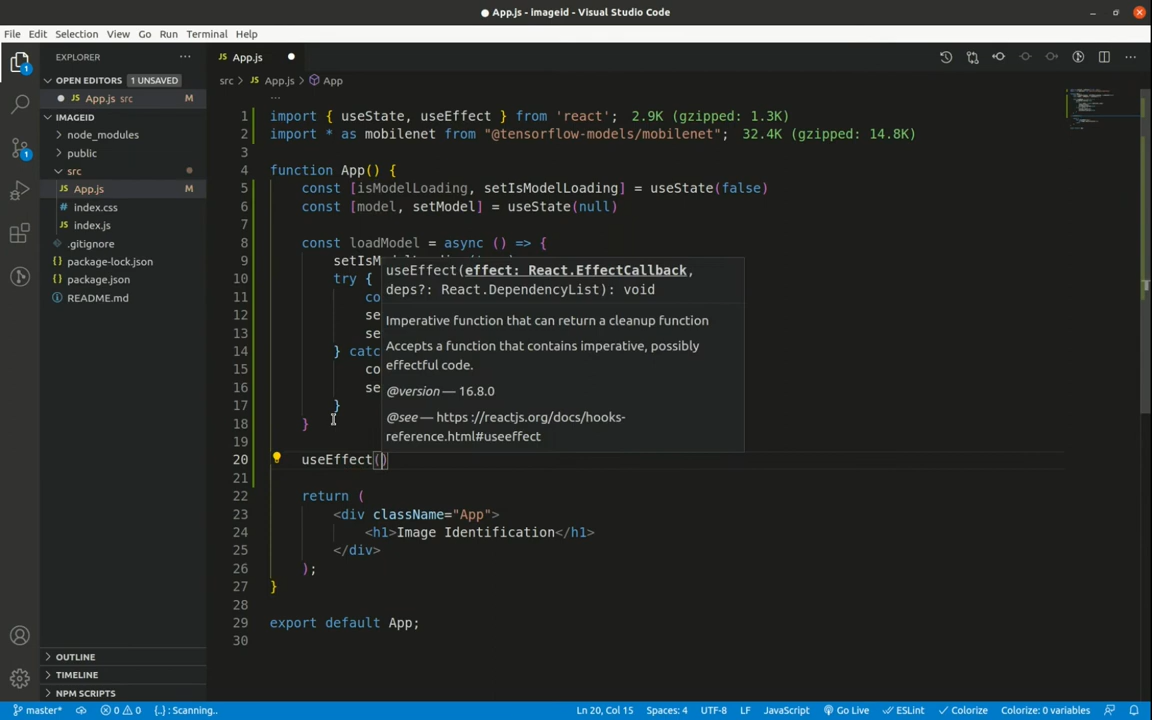 App.js - imageid - Visual Studio Code
File Edit Selection View Go Run Terminal Help
EXPLORER
App.js
OPEN EDITORS 1 UNSAVED
src > App.js > App
App.js src M
IMAGEID
node_modules
public
src
App.js M
index.css
index.js
.gitignore
package-lock.json
package.json
README.md
OUTLINE
TIMELINE
NPM SCRIPTS
1
1
1 import { useState, useEffect } from 'react'; 2.9K (gzipped: 1.3K)
2 import * as mobilenet from "@tensorflow-models/mobilenet"; 32.4K (gzipped: 14.8K)
3
4 function App() {
5 const [isModelLoading, setIsModelLoading] = useState(false)
6 const [model, setModel] = useState(null)
7
8 const loadModel = async () => {
9
10 try {
11 co
12 se
13 se
14 } catc
15 co
16 se
17 }
18 }
19
20 useEffect()
21
22 return (
23 <div className="App">
24 <h1>Image Identification</h1>
25 </div>
26 );
27 }
28
29 export default App;
30
useEffect(effect: React.EffectCallback,
deps?: React.DependencyList): void
Imperative function that can return a cleanup function
Accepts a function that contains imperative, possibly
effectful code.
@version — 16.8.0
@see — https ://reactjs.org/docs/hooks-
reference.html#useeffect
master* 0 0 {..} : Scanning.. Ln 20, Col 15 Spaces: 4 UTF-8 LF JavaScript Go Live ESLint Colorize Colorize: 0 variables